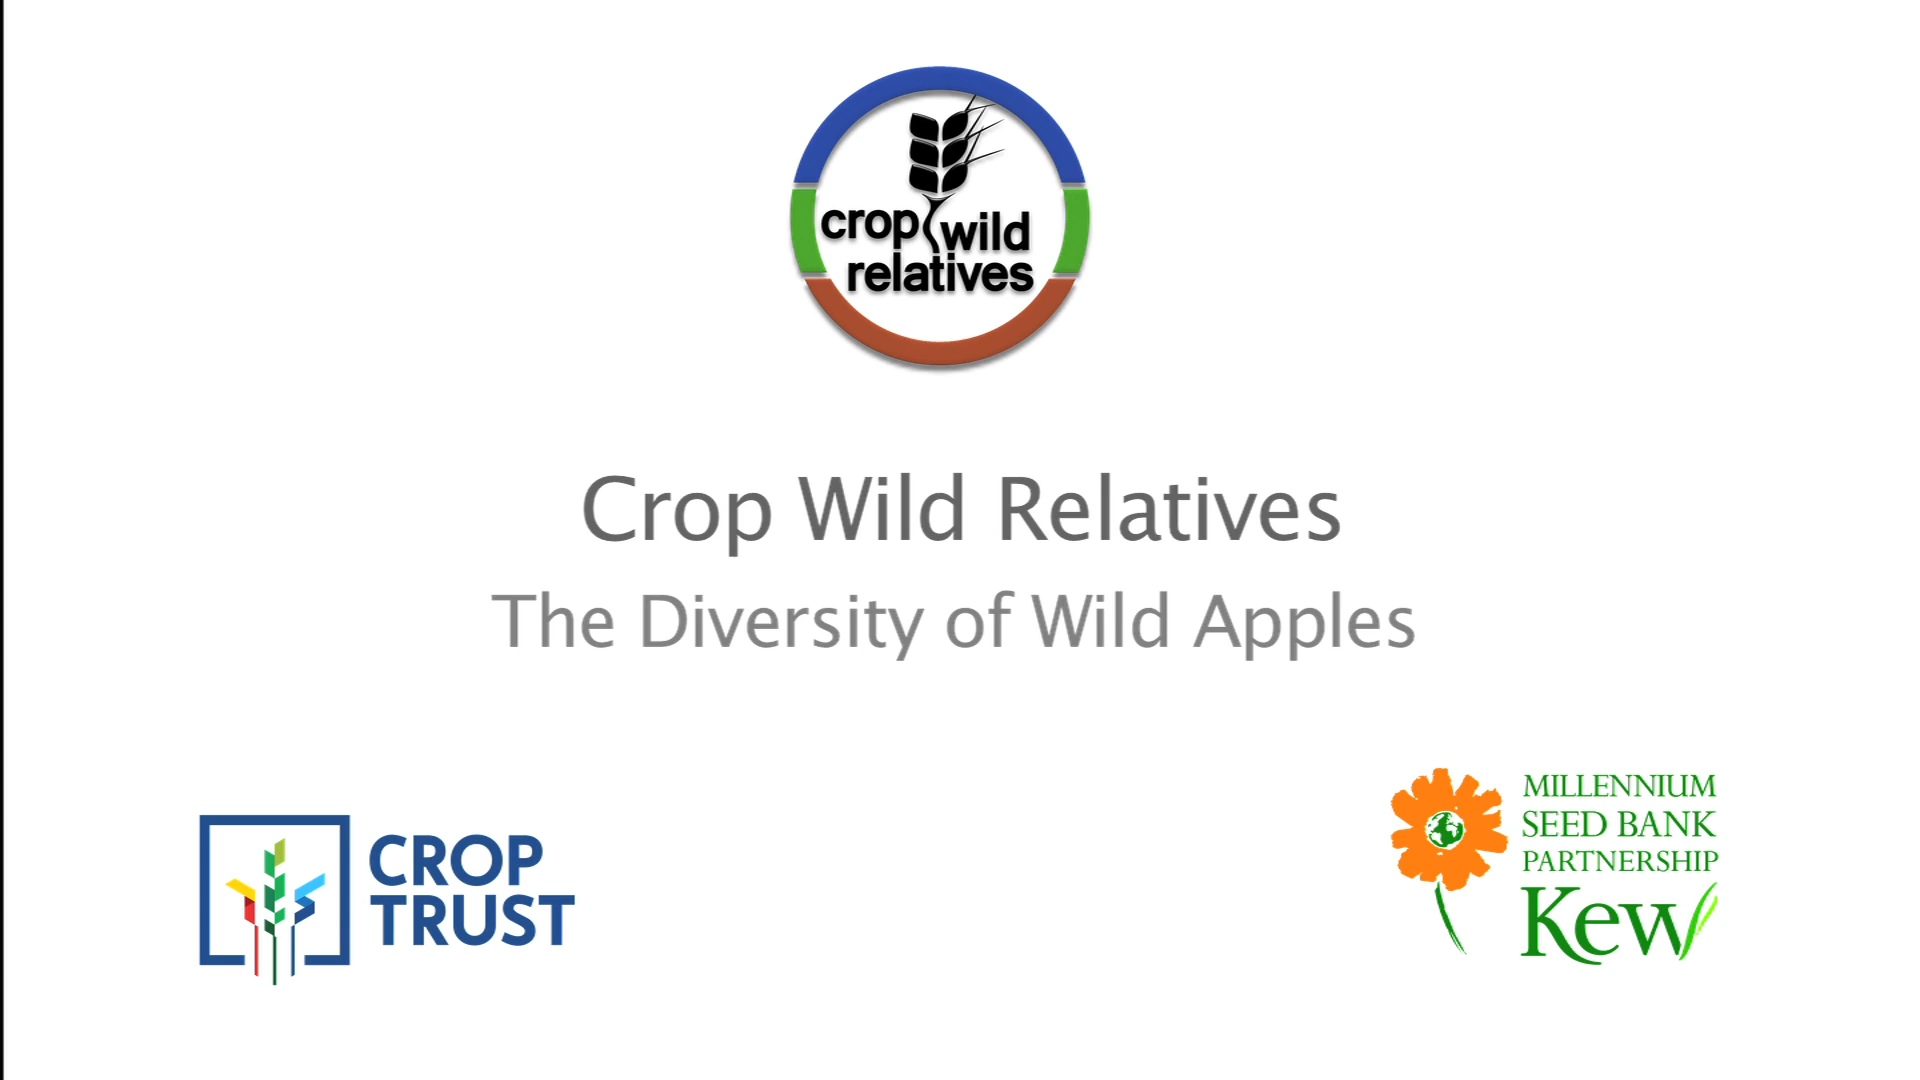 crop wild
relatives
Crop Wild Relatives
The Diversity of Wild Apples
CROP
TRUST
MILLENNIUM
SEED BANK
PARTNERSHIP
Kew